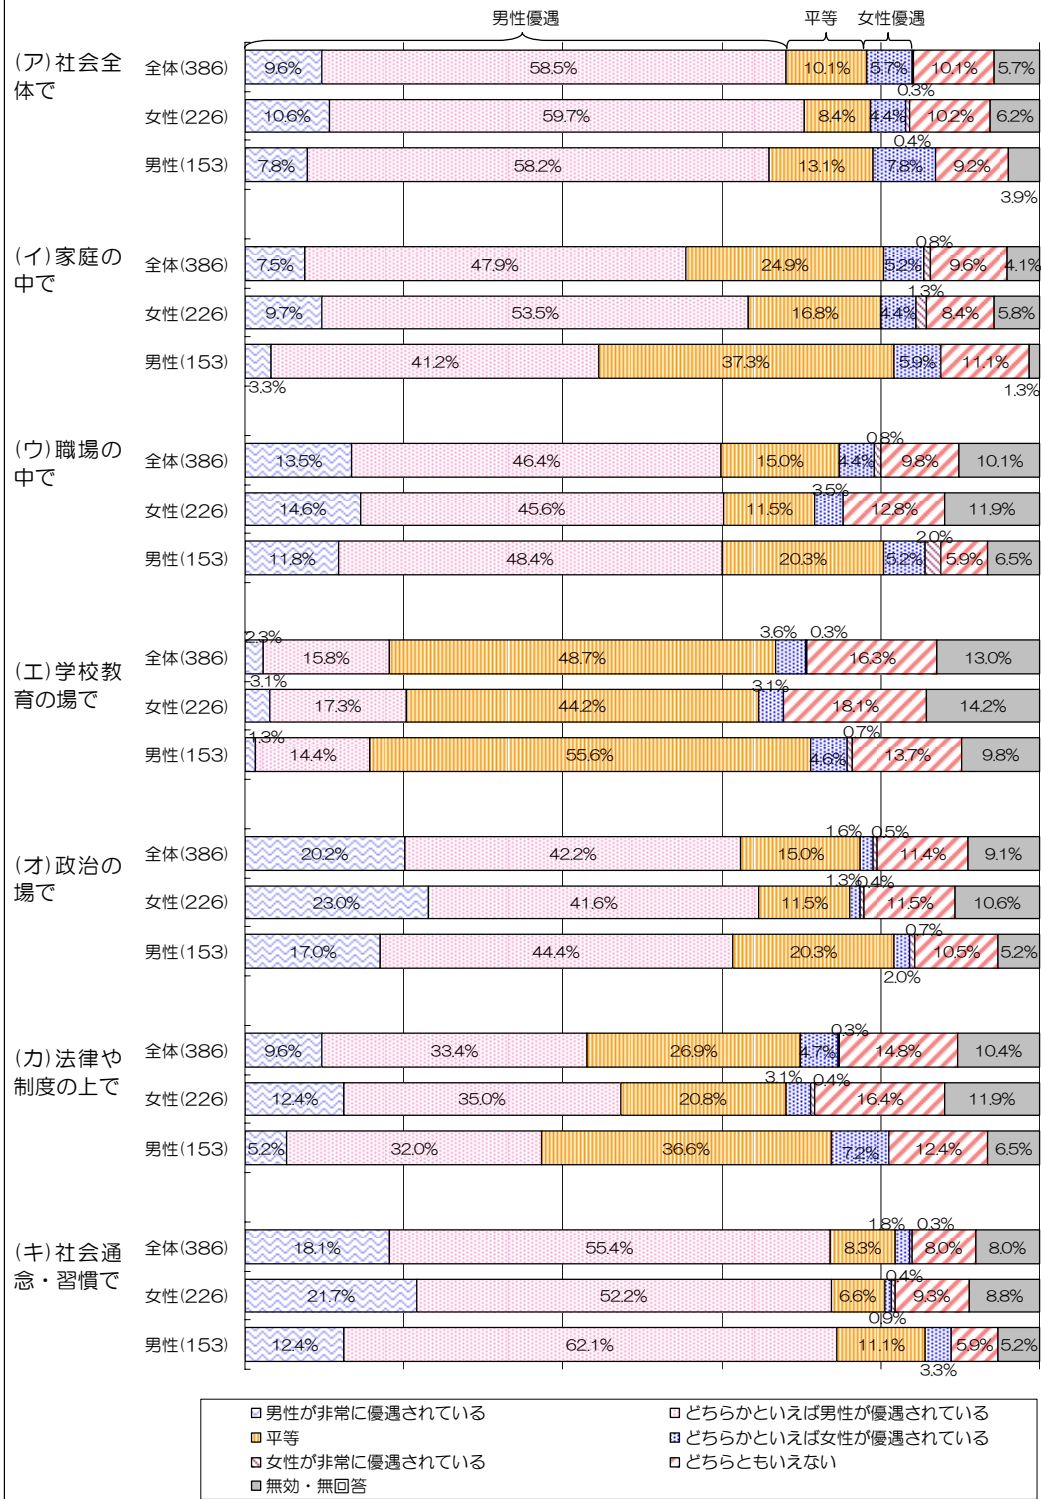 男性優遇 平等 女性優遇
(ア)社会全体で
全体(386) 9.6% 58.5% 10.1% 5.7% 0.3% 10.1% 5.7%
女性(226) 10.6% 59.7% 8.4% 4.4% 0.4% 10.2% 6.2%
男性(153) 7.8% 58.2% 13.1% 7.8% 9.2% 3.9%
(イ)家庭の中で
全体(386) 7.5% 47.9% 24.9% 5.2% 0.8% 9.6% 4.1%
女性(226) 9.7% 53.5% 16.8% 4.4% 1.3% 8.4% 5.8%
男性(153) 3.3% 41.2% 37.3% 5.9% 11.1% 1.3%
(ウ)職場の中で
全体(386) 13.5% 46.4% 15.0% 4.4% 0.8% 9.8% 10.1%
女性(226) 14.6% 45.6% 11.5% 3.5% 12.8% 11.9%
男性(153) 11.8% 48.4% 20.3% 5.2% 2.0% 5.9% 6.5%
(エ)学校教育の場で
全体(386) 2.3% 15.8% 48.7% 3.6% 0.3% 16.3% 13.0%
女性(226) 3.1% 17.3% 44.2% 3.1% 18.1% 14.2%
男性(153) 1.3% 14.4% 55.6% 4.6% 0.7% 13.7% 9.8%
(オ)政治の場で
全体(386) 20.2% 42.2% 15.0% 1.6% 0.5% 11.4% 9.1%
女性(226) 23.0% 41.6% 11.5% 1.3% 0.4% 11.5% 10.6%
男性(153) 17.0% 44.4% 20.3% 2.0% 0.7% 10.5% 5.2%
(カ)法律や制度の上で
全体(386) 9.6% 33.4% 26.9% 4.7% 0.3% 14.8% 10.4%
女性(226) 12.4% 35.0% 20.8% 3.1% 0.4% 16.4% 11.9%
男性(153) 5.2% 32.0% 36.6% 7.2% 12.4% 6.5%
(キ)社会通念・習慣で
全体(386) 18.1% 55.4% 8.3% 1.8% 0.3% 8.0% 8.0%
女性(226) 21.7% 52.2% 6.6% 0.9% 0.4% 9.3% 8.8%
男性(153) 12.4% 62.1% 11.1% 3.3% 5.9% 5.2%
男性が非常に優遇されている どちらかといえば男性が優遇されている
平等 どちらかといえば女性が優遇されている
女性が非常に優遇されている どちらともいえない
無効・無回答